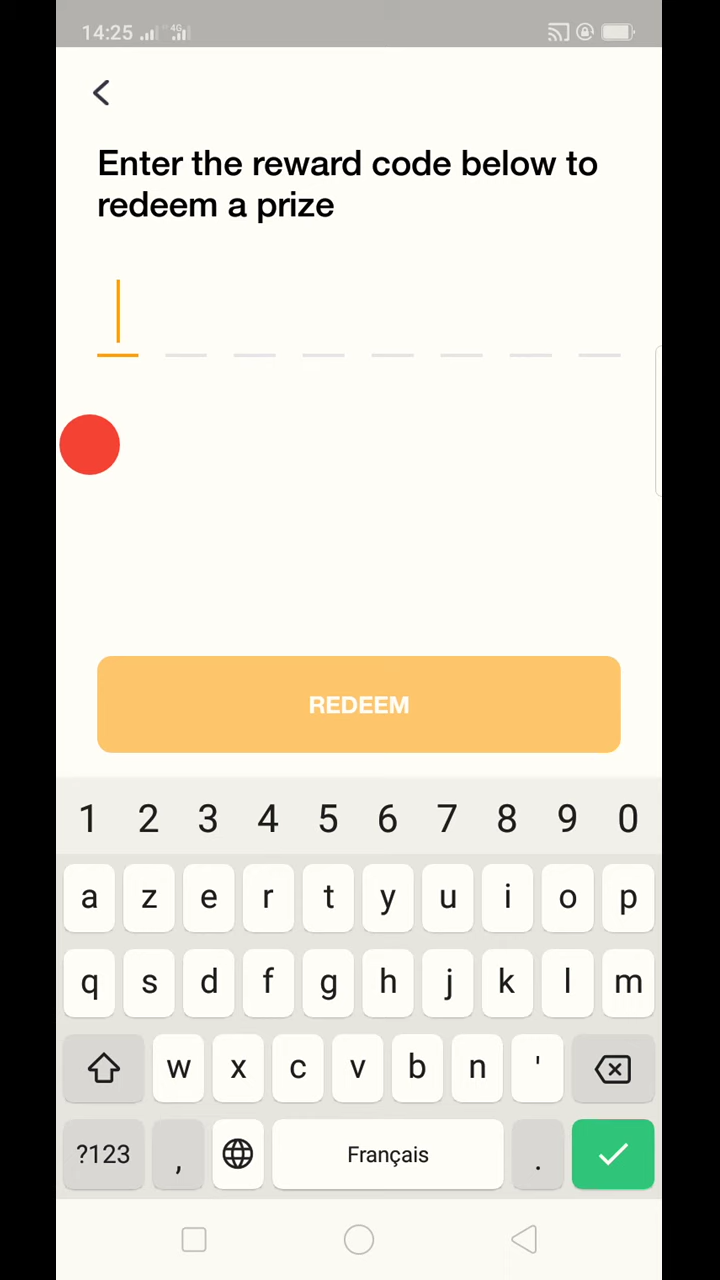 14:25 4G
Enter the reward code below to
redeem a prize
REDEEM
1 2 3 4 5 6 7 8 9 0
a z e r t y u i o p
q s d f g h j k l m
w x c v b n '
?123 , Français .